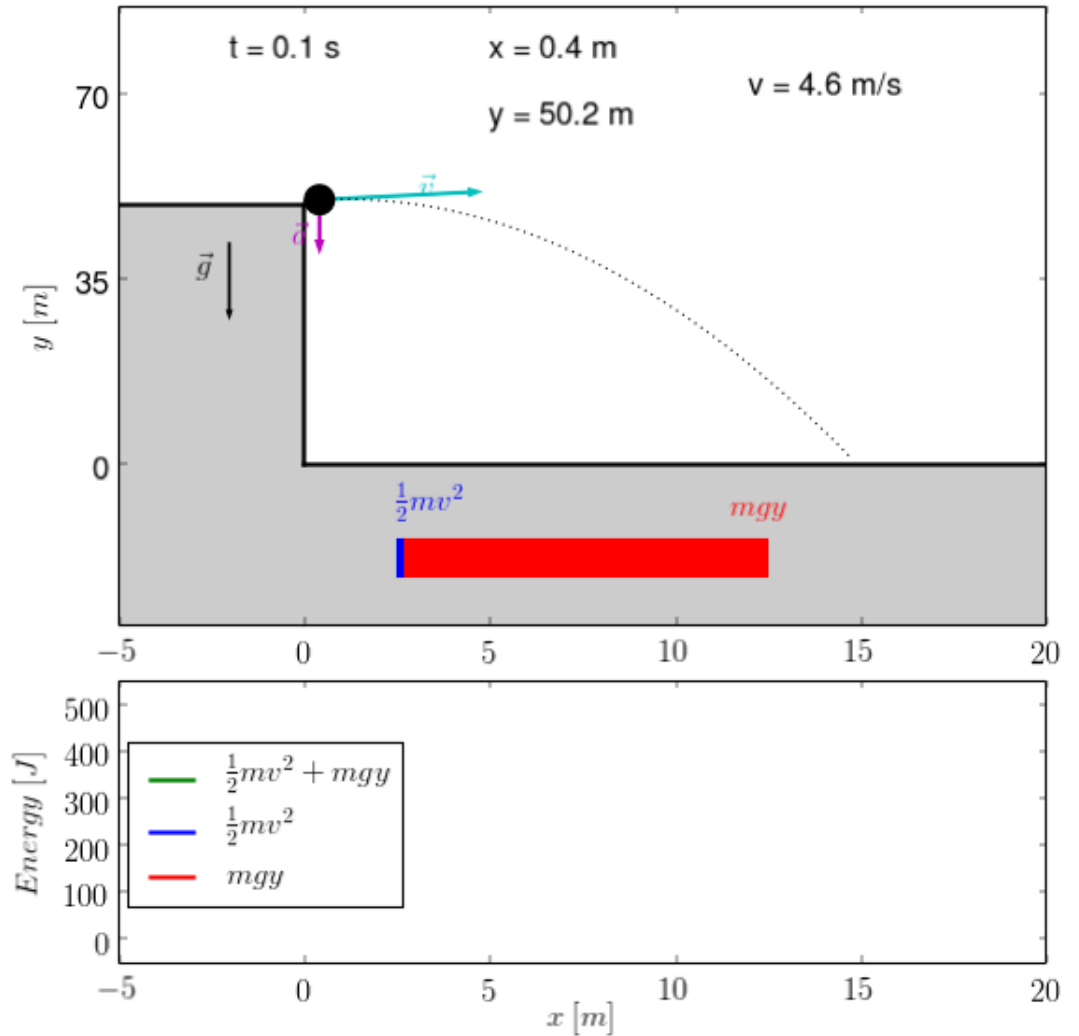 t = 0.1 s
x = 0.4 m
v = 4.6 m/s
y = 50.2 m
70
35
0
y [m]
v⃗
a⃗
g⃗
½mv²
mgy
−5 0 5 10 15 20
500
400
300
200
100
0
Energy [J]
½mv² + mgy
½mv²
mgy
−5 0 5 10 15 20
x [m]